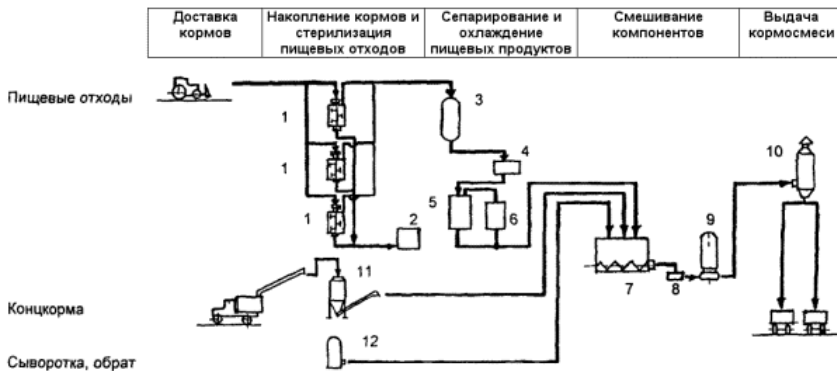 Доставка
кормов
Накопление кормов и
стерилизация
пищевых отходов
Сепарирование и
охлаждение
пищевых продуктов
Смешивание
компонентов
Выдача
кормосмеси
Пищевые отходы
1
3
1
4
10
1
2
5
6
9
11
7
8
Концкорма
12
Сыворотка, обрат